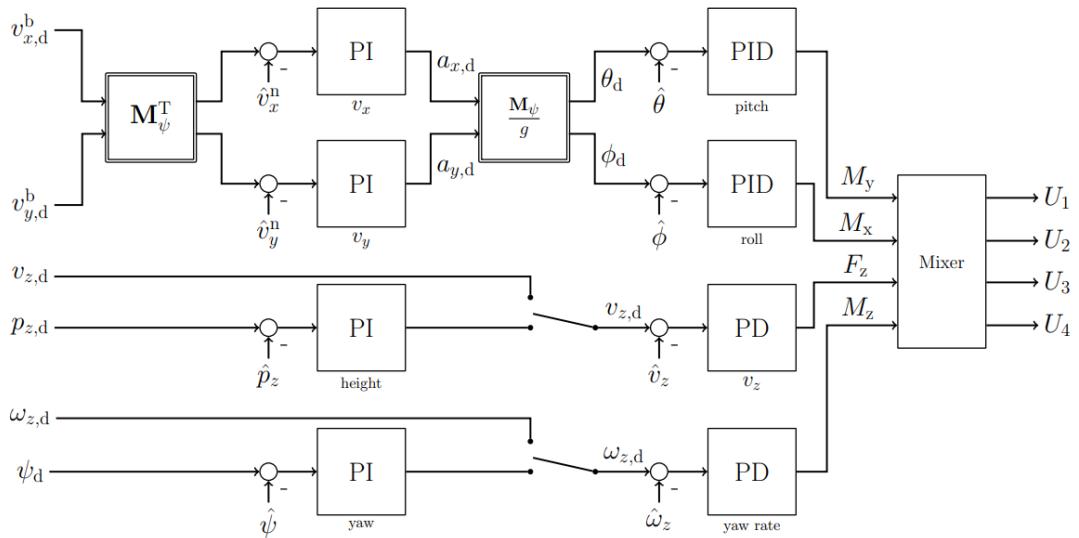 v^b_{x,d}
PI
a_{x,d}
PID
θ_d
M^T_ψ
v̂^n_x
v_x
M_ψ/g
θ̂
pitch
v^b_{y,d}
PI
a_{y,d}
ϕ_d
PID
M_y
U_1
v̂^n_y
v_y
ϕ̂
roll
M_x
U_2
Mixer
v_{z,d}
F_z
U_3
p_{z,d}
PI
v_{z,d}
PD
M_z
U_4
p̂_z
height
v̂_z
v_z
ω_{z,d}
ψ_d
PI
ω_{z,d}
PD
ψ̂
yaw
ω̂_z
yaw rate
-
-
-
-
-
-
-
-